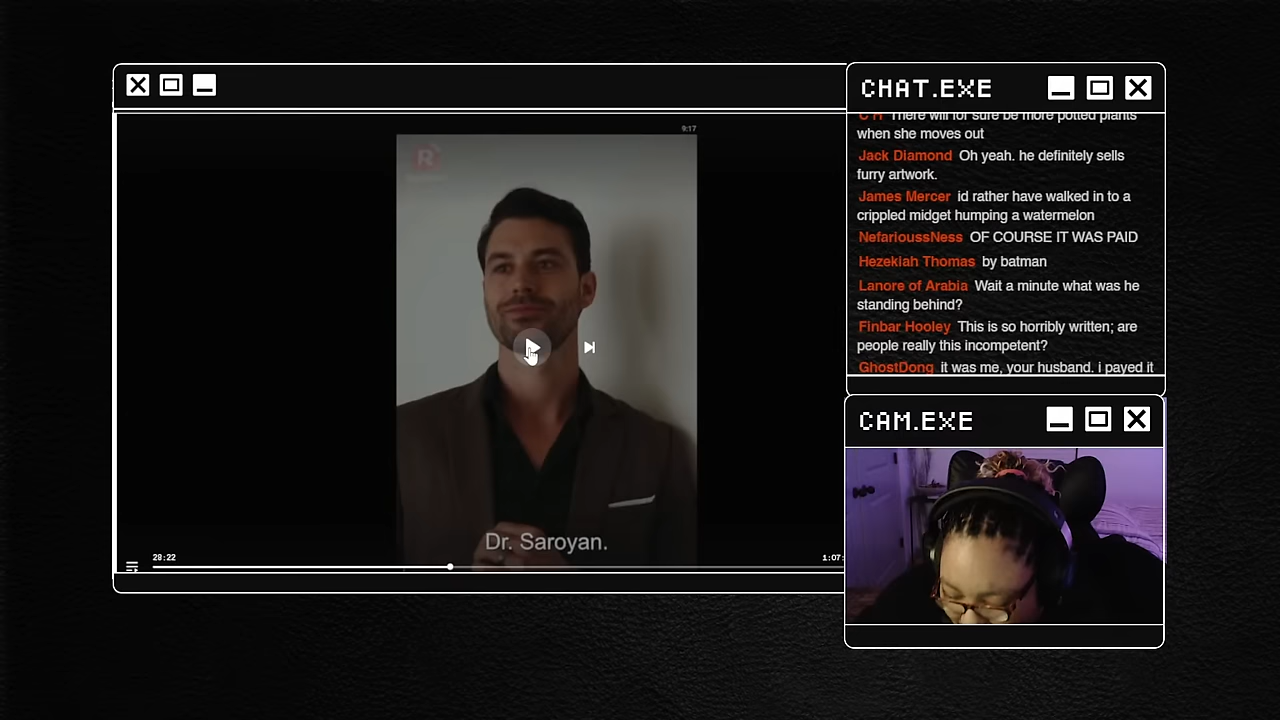 CHAT.EXE
C H There will for sure be more potted plants
when she moves out
Jack Diamond Oh yeah. he definitely sells
furry artwork.
James Mercer id rather have walked in to a
crippled midget humping a watermelon
NefarioussNess OF COURSE IT WAS PAID
Hezekiah Thomas by batman
Lanore of Arabia Wait a minute what was he
standing behind?
Finbar Hooley This is so horribly written; are
people really this incompetent?
GhostDong it was me, your husband. i payed it
9:17
R
Dr. Saroyan.
28:22
1:07:
CAM.EXE